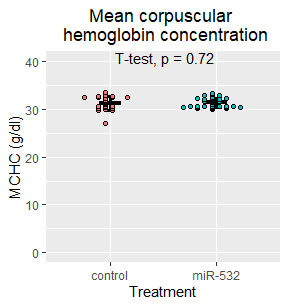 Mean corpuscular
hemoglobin concentration
T-test, p = 0.72
40
30
20
10
0
MCHC (g/dl)
control
miR-532
Treatment